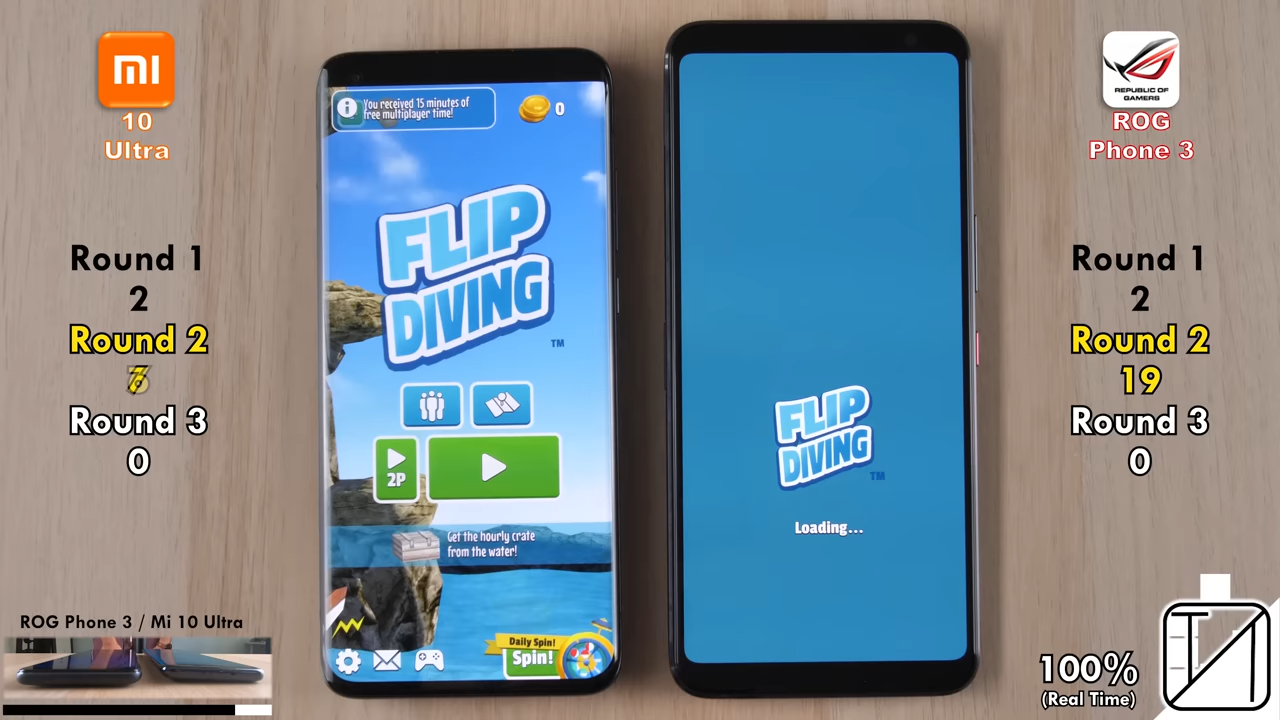 mi
10
Ultra
Round 1
2
Round 2
Round 3
0
You received 15 minutes of
free multiplayer time!
0
FLIP
DIVING
TM
2P
Get the hourly crate
from the water!
Daily Spin!
Spin!
FLIP
DIVING
TM
Loading...
REPUBLIC OF
GAMERS
ROG
Phone 3
Round 1
2
Round 2
19
Round 3
0
ROG Phone 3 / Mi 10 Ultra
100%
(Real Time)